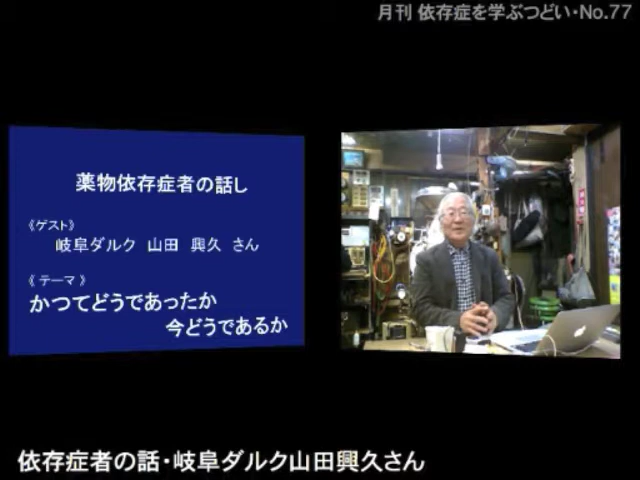 月刊 依存症を学ぶつどい・No.77
薬物依存症者の話し
《ゲスト》
岐阜ダルク 山田 興久 さん
《 テーマ 》
かつてどうであったか
今どうであるか
依存症者の話・岐阜ダルク山田興久さん